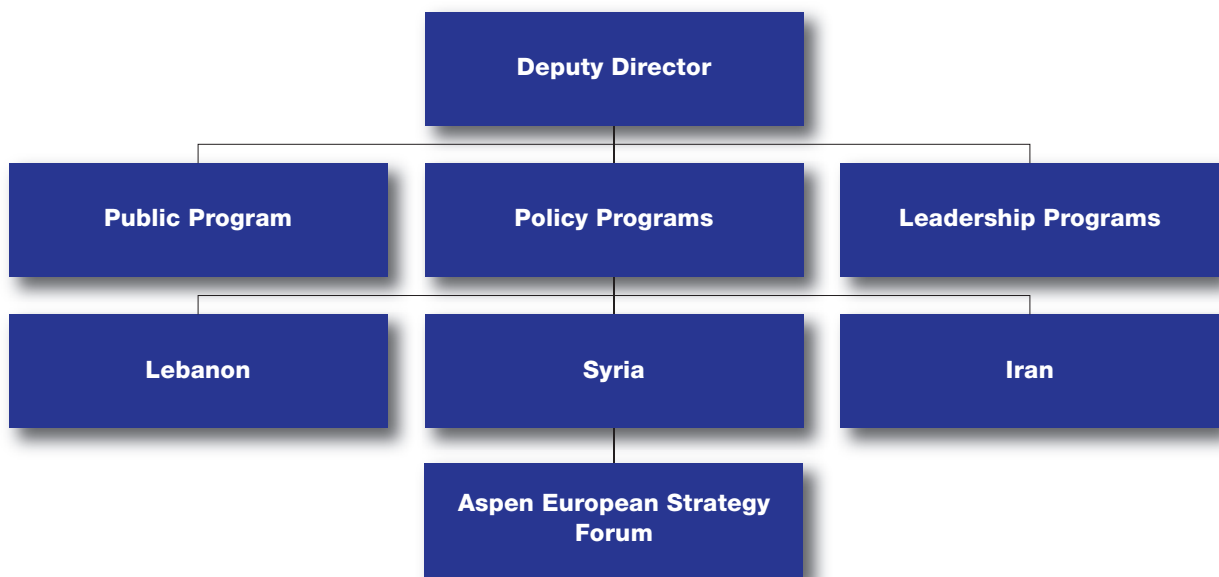 Deputy Director
Public Program
Policy Programs
Leadership Programs
Lebanon
Syria
Iran
Aspen European Strategy
Forum